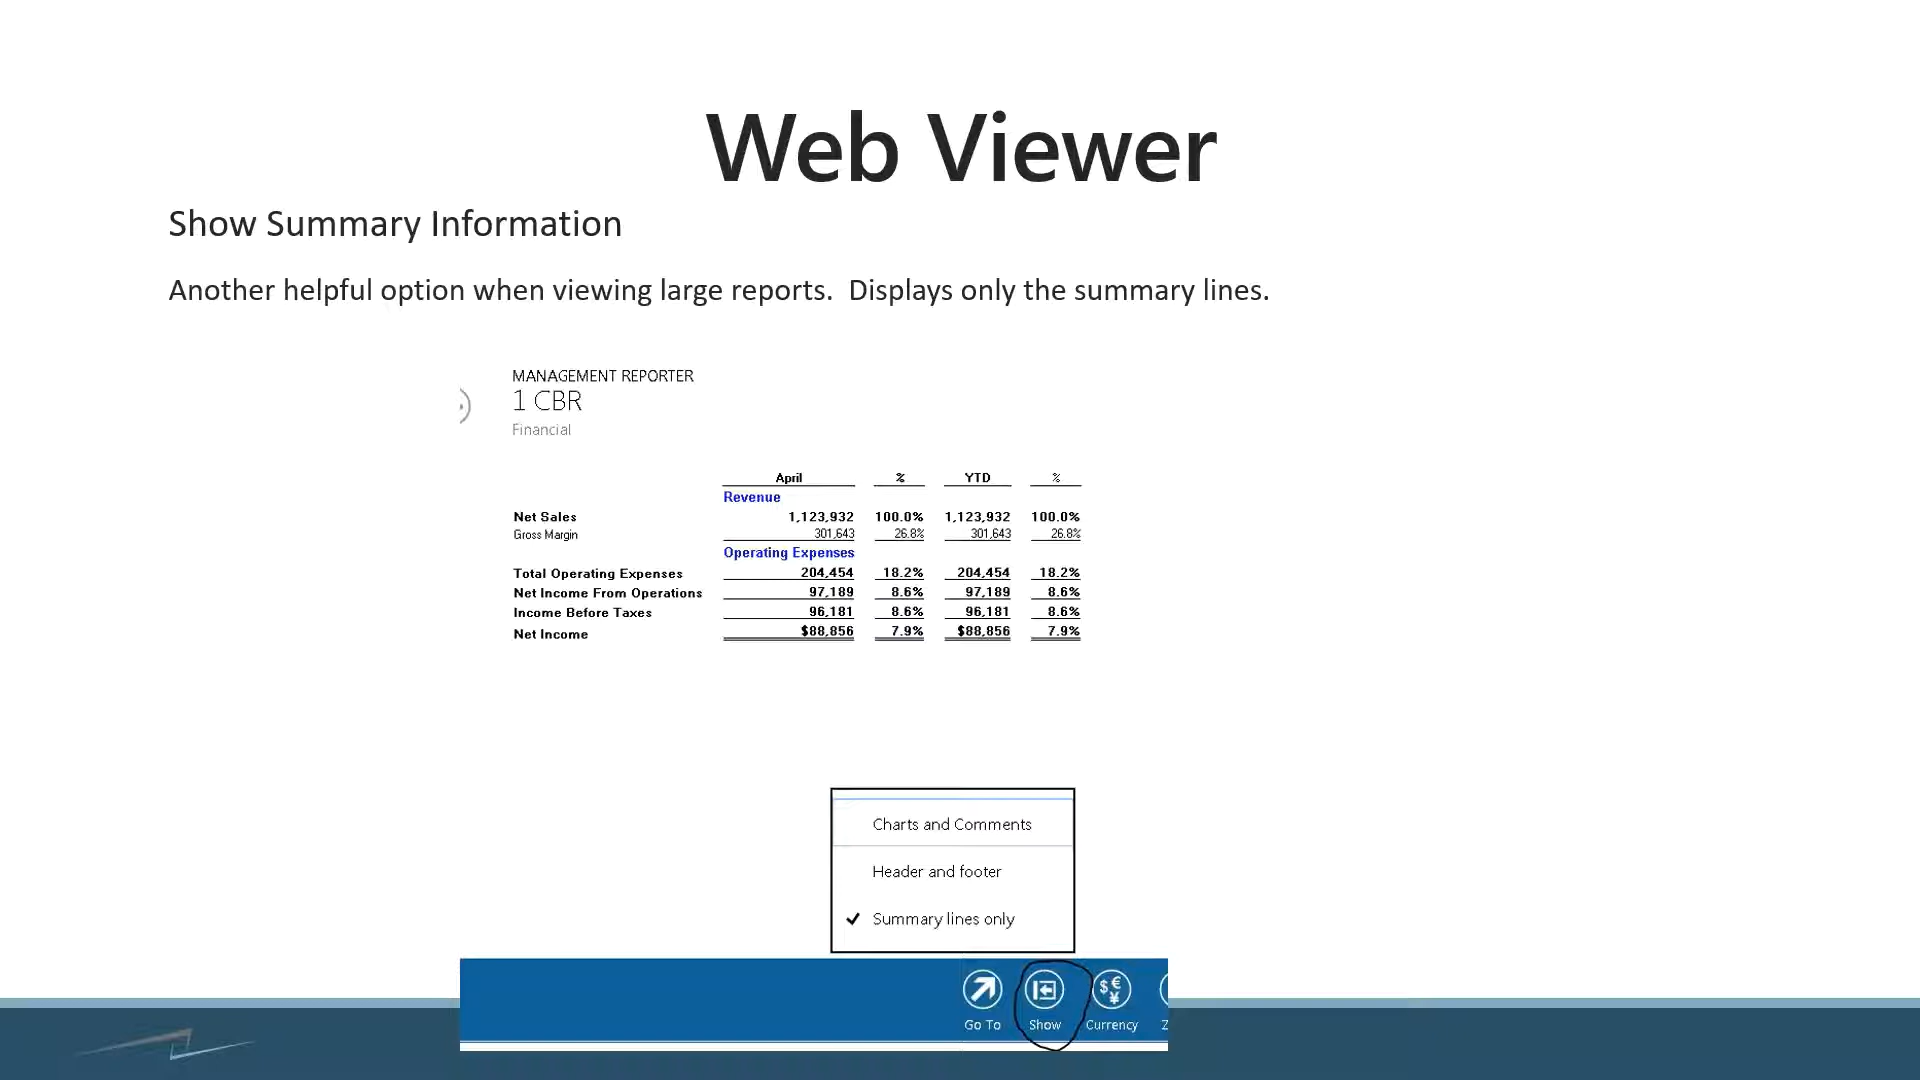 Web Viewer
Show Summary Information
Another helpful option when viewing large reports. Displays only the summary lines.
MANAGEMENT REPORTER
1 CBR
Financial
April % YTD %
Revenue
Net Sales 1,123,932 100.0% 1,123,932 100.0%
Gross Margin 301,643 26.8% 301,643 26.8%
Operating Expenses
Total Operating Expenses 204,454 18.2% 204,454 18.2%
Net Income From Operations 97,189 8.6% 97,189 8.6%
Income Before Taxes 96,181 8.6% 96,181 8.6%
Net Income $88,856 7.9% $88,856 7.9%
Charts and Comments
Header and footer
Summary lines only
$€
¥
Go To Show Currency Z